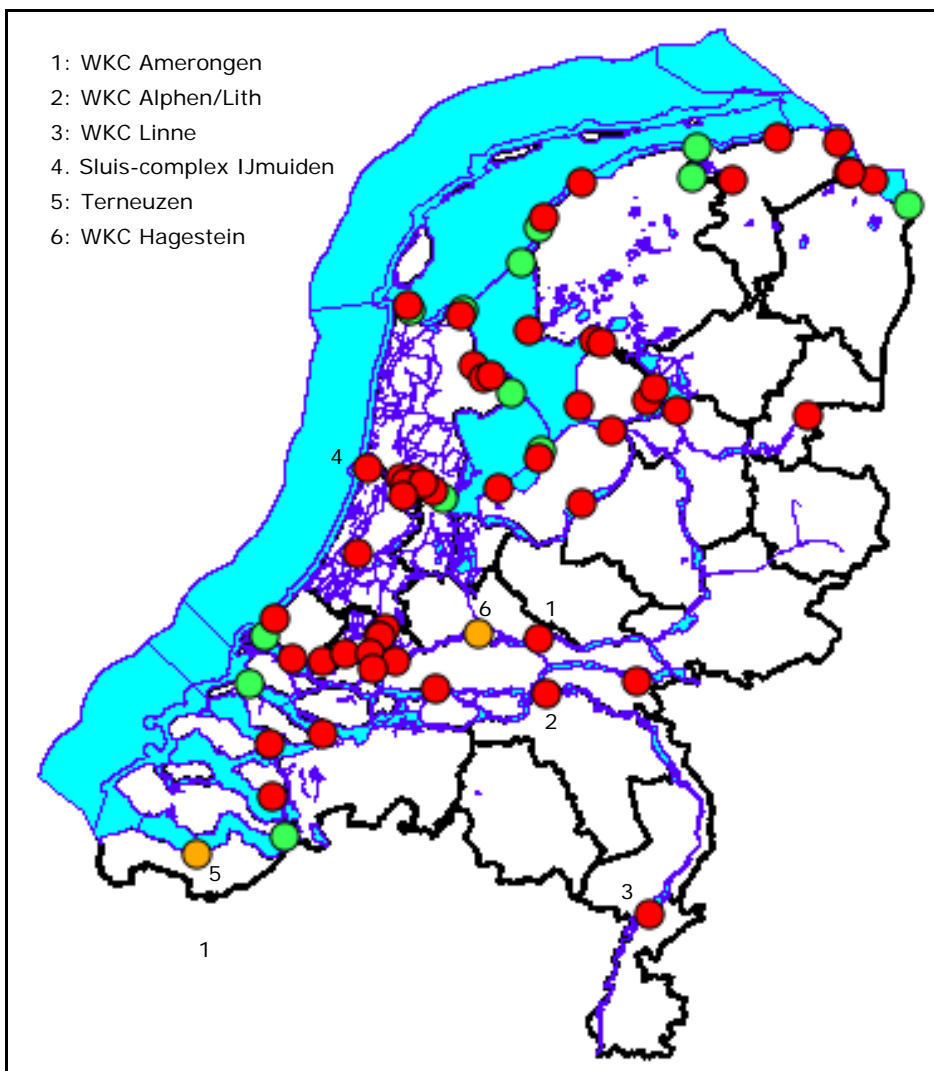 1: WKC Amerongen
2: WKC Alphen/Lith
3: WKC Linne
4. Sluis-complex IJmuiden
5: Terneuzen
6: WKC Hagestein
4
6
1
2
5
3
1